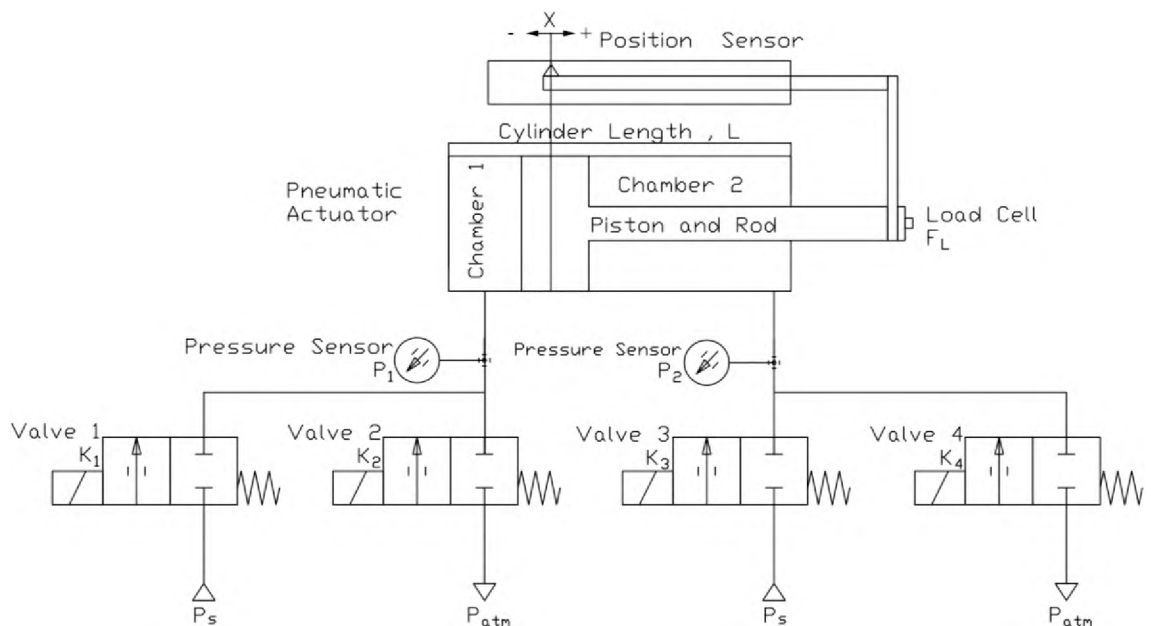 X
- +
Position Sensor
Cylinder Length , L
Pneumatic
Actuator
Chamber 1
Chamber 2
Piston and Rod
Load Cell
F_L
Pressure Sensor
P_1
Pressure Sensor
P_2
Valve 1
K_1
Valve 2
K_2
Valve 3
K_3
Valve 4
K_4
P_s
P_atm
P_s
P_atm